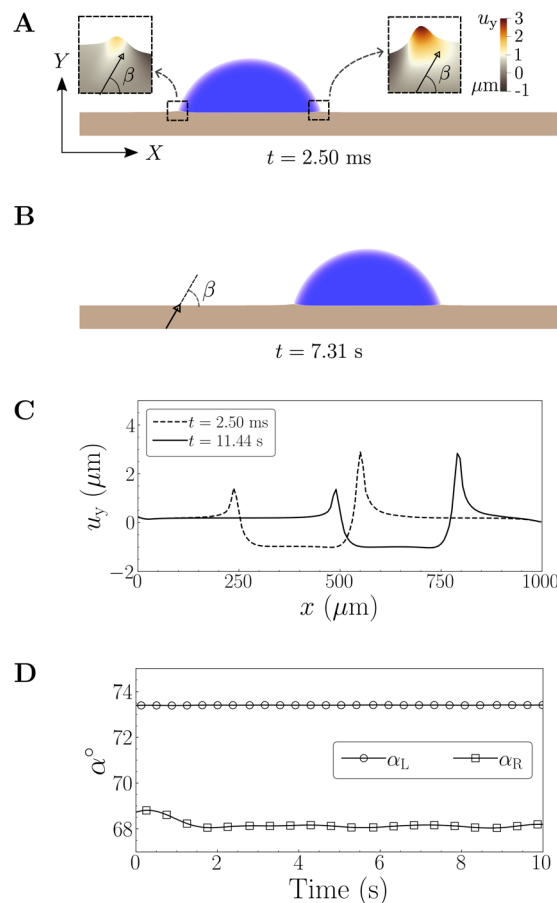 A
u_y 3
2
1
0
μm -1
β
β
Y
X
t = 2.50 ms
B
β
t = 7.31 s
C
t = 2.50 ms
t = 11.44 s
4
2
0
−2
u_y (μm)
0 250 500 750 1000
x (μm)
D
74
72
70
68
α°
α_L α_R
0 2 4 6 8 10
Time (s)